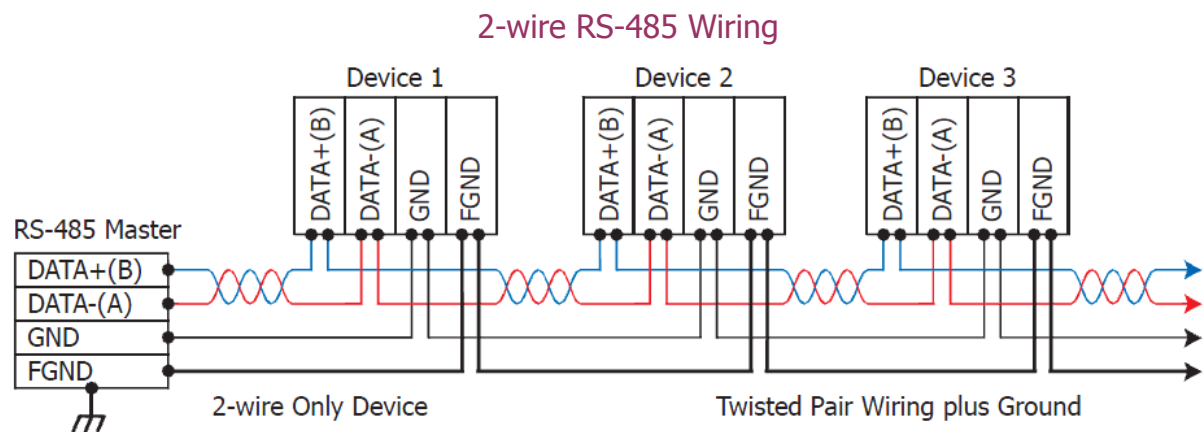 2-wire RS-485 Wiring
Device 1
Device 2
Device 3
DATA+(B)
DATA-(A)
GND
FGND
DATA+(B)
DATA-(A)
GND
FGND
DATA+(B)
DATA-(A)
GND
FGND
RS-485 Master
DATA+(B)
DATA-(A)
GND
FGND
2-wire Only Device
Twisted Pair Wiring plus Ground